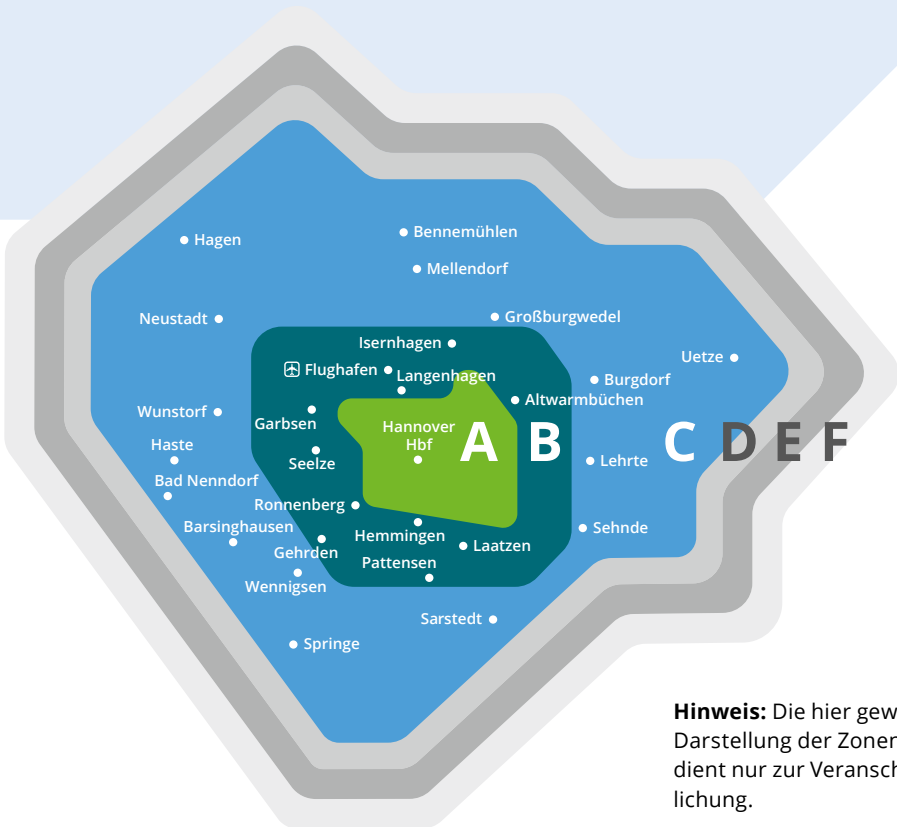 Hagen
Bennemühlen
Mellendorf
Neustadt
Großburgwedel
Isernhagen
Uetze
Flughafen
Langenhagen
Burgdorf
Altwarmbüchen
Wunstorf
Garbsen
Hannover
Hbf
A B C D E F
Haste
Seelze
Lehrte
Bad Nenndorf
Ronnenberg
Barsinghausen
Sehnde
Hemmingen
Gehrden
Laatzen
Pattensen
Wennigsen
Sarstedt
Springe
Hinweis: Die hier gew
Darstellung der Zonen
dient nur zur Veransch
lichung.